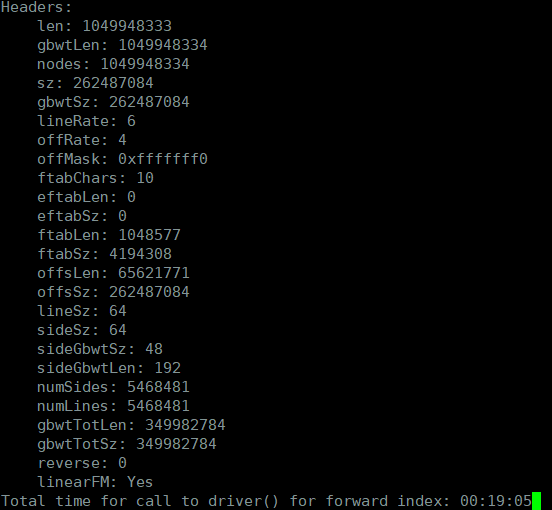 Headers:
len: 1049948333
gbwtLen: 1049948334
nodes: 1049948334
sz: 262487084
gbwtSz: 262487084
lineRate: 6
offRate: 4
offMask: 0xfffffff0
ftabChars: 10
eftabLen: 0
eftabSz: 0
ftabLen: 1048577
ftabSz: 4194308
offsLen: 65621771
offsSz: 262487084
lineSz: 64
sideSz: 64
sideGbwtSz: 48
sideGbwtLen: 192
numSides: 5468481
numLines: 5468481
gbwtTotLen: 349982784
gbwtTotSz: 349982784
reverse: 0
linearFM: Yes
Total time for call to driver() for forward index: 00:19:05